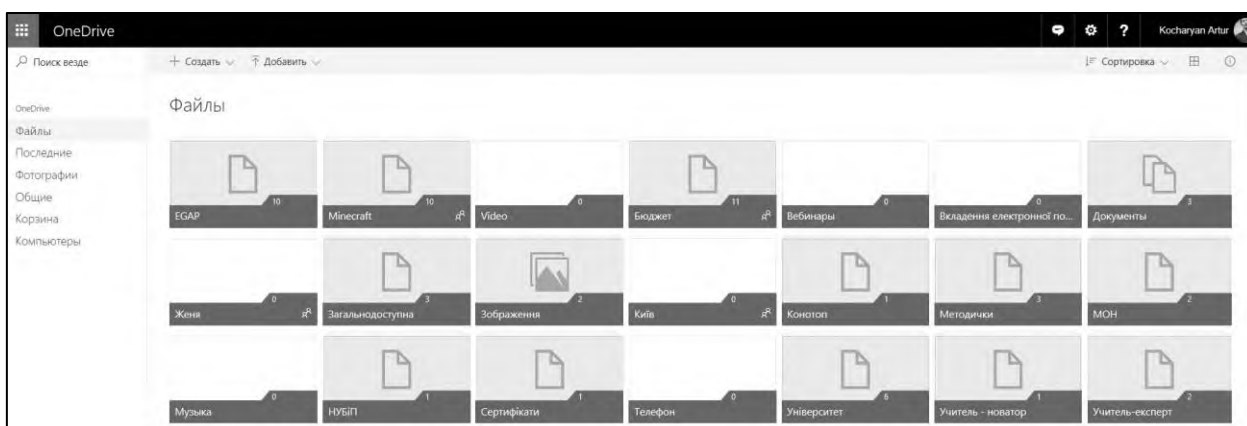 OneDrive
?
Kocharyan Artur
Поиск везде
Создать
Добавить
Сортировка
OneDrive
Файлы
Последние
Фотографии
Общие
Корзина
Компьютеры
Файлы
10
10
0
11
0
0
3
EGAP
Minecraft
Video
Бюджет
Вебинары
Вкладення електронної по...
Документы
0
3
2
0
1
3
2
Женя
Загальнодоступна
Зображення
Київ
Конотоп
Методички
МОН
0
1
1
0
6
1
2
Музыка
НУБіП
Сертифікати
Телефон
Університет
Учитель - новатор
Учитель-експерт